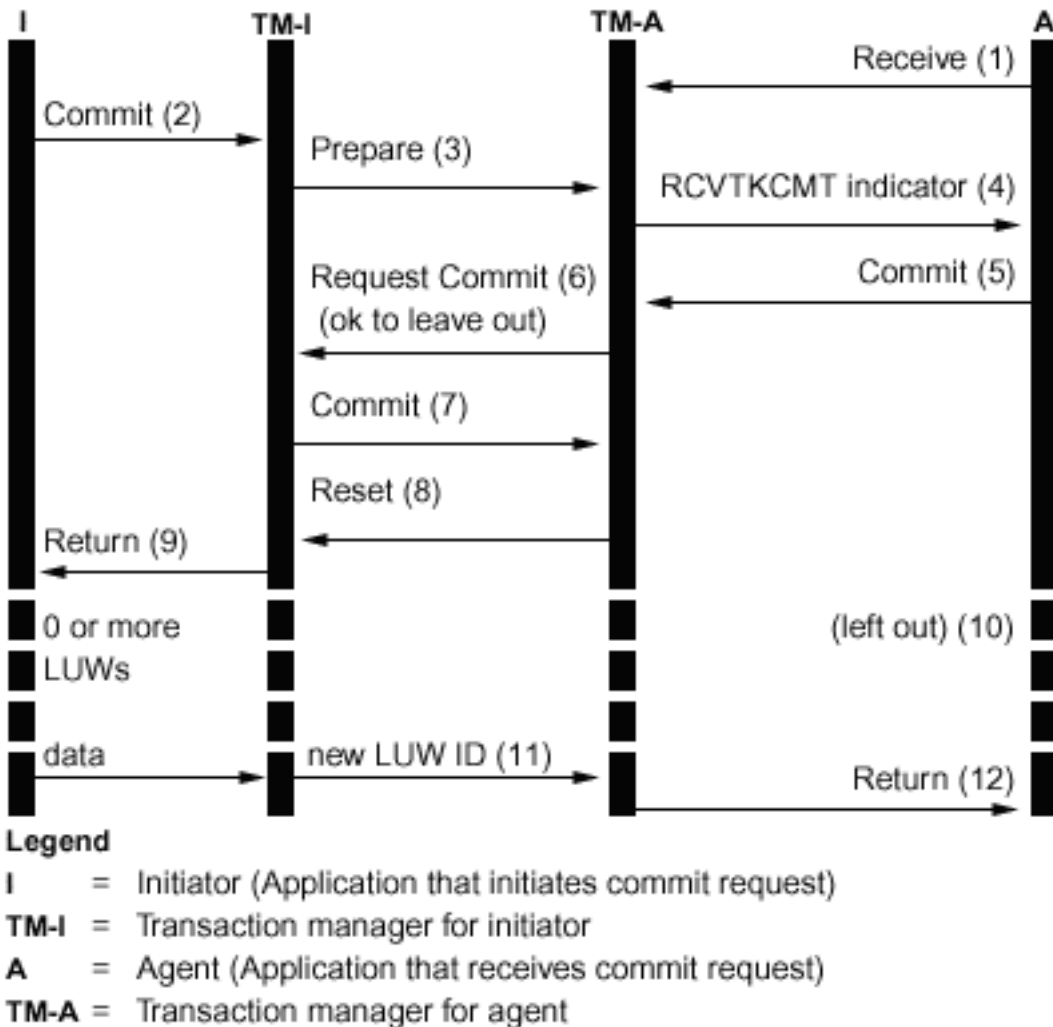 I TM-I TM-A A
Receive (1)
Commit (2)
Prepare (3)
RCVTKCMT indicator (4)
Commit (5)
Request Commit (6)
(ok to leave out)
Commit (7)
Reset (8)
Return (9)
0 or more
LUWs
(left out) (10)
data
new LUW ID (11)
Return (12)
Legend
I = Initiator (Application that initiates commit request)
TM-I = Transaction manager for initiator
A = Agent (Application that receives commit request)
TM-A = Transaction manager for agent